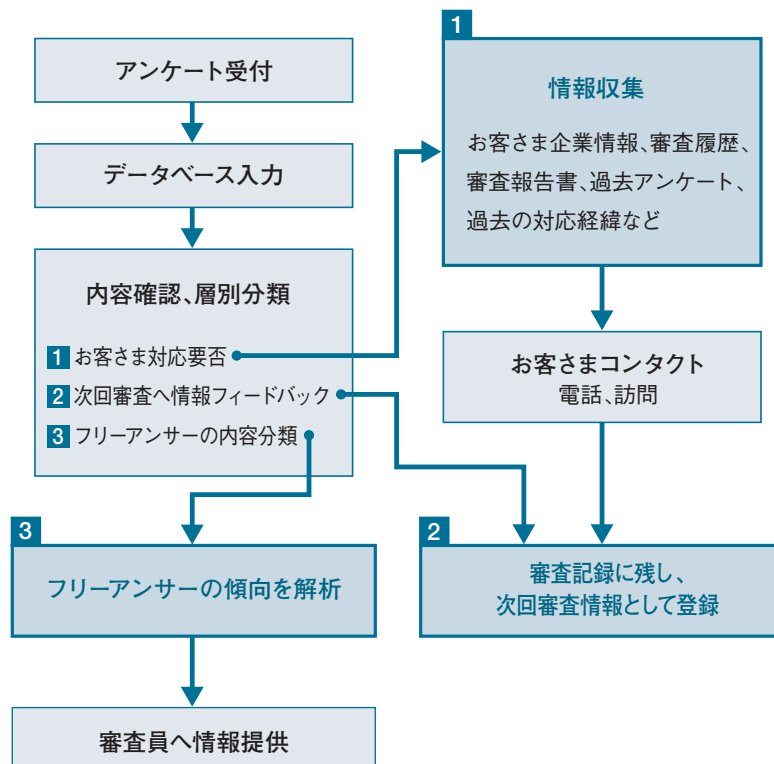 アンケート受付
データベース入力
内容確認、層別分類
1 お客さま対応要否
2 次回審査へ情報フィードバック
3 フリーアンサーの内容分類
1
情報収集
お客さま企業情報、審査履歴、
審査報告書、過去アンケート、
過去の対応経緯など
お客さまコンタクト
電話、訪問
2
審査記録に残し、
次回審査情報として登録
3
フリーアンサーの傾向を解析
審査員へ情報提供